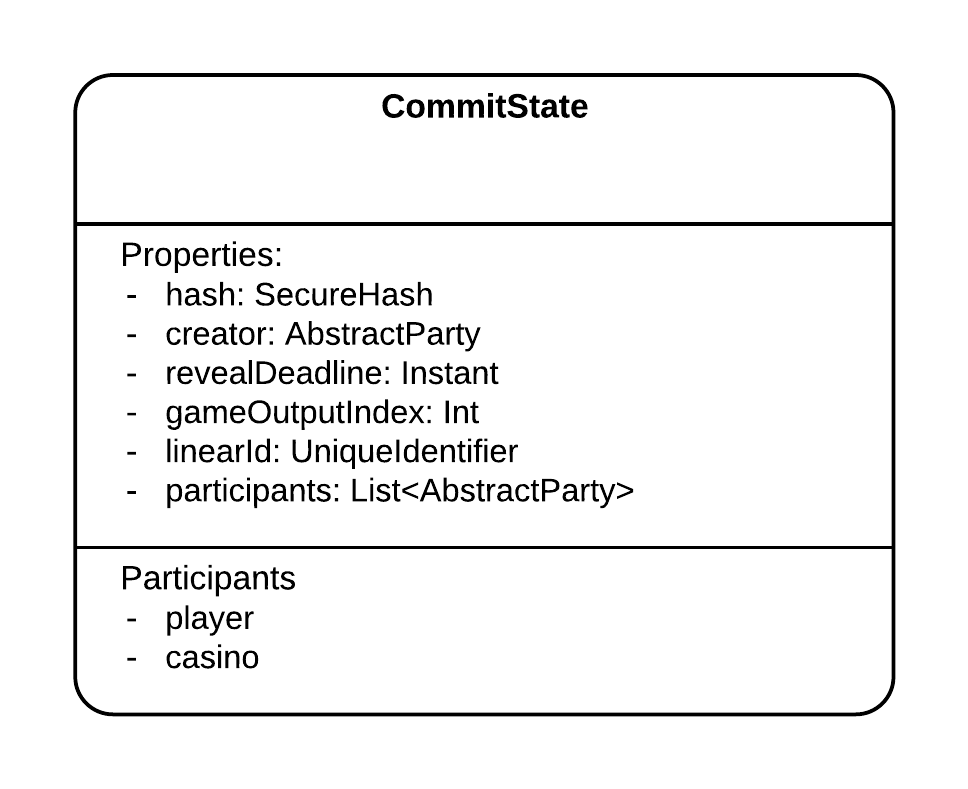 CommitState
Properties:
- hash: SecureHash
- creator: AbstractParty
- revealDeadline: Instant
- gameOutputIndex: Int
- linearId: UniqueIdentifier
- participants: List<AbstractParty>
Participants
- player
- casino